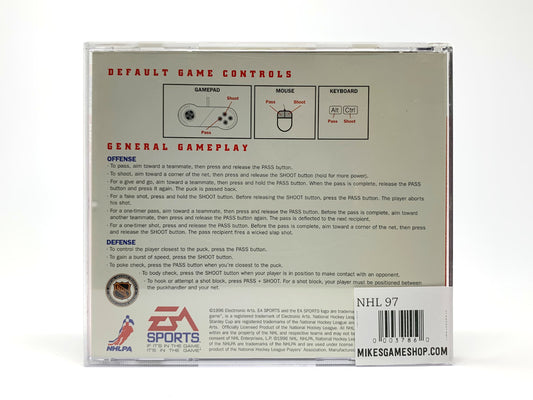 DEFAULT GAME CONTROLS
GAMEPAD
Shoot
Pass
MOUSE
Pass Shoot
KEYBOARD
Alt Ctrl
Pass Shoot
GENERAL GAMEPLAY
OFFENSE
- To pass, aim toward a teammate, then press and release the PASS button.
- To shoot, aim toward a corner of the net, then press and release the SHOOT button (hold for more power).
- For a give and go, aim toward a teammate, then press and hold the PASS button. When the pass is complete, release the PASS
button and press it again. The puck is passed back.
- For a fake shot, press and hold the SHOOT button. Before releasing the SHOOT button, press the PASS button. The player aborts
his shot.
- For a one-timer pass, aim toward a teammate, then press and release the PASS button. Before the pass is complete, aim toward
another teammate, then press and release the PASS button again. The pass is deflected to the next recipient.
- For a one-timer shot, press and release the PASS button. Before the pass is complete, aim toward a corner of the net, then press
and release the SHOOT button. The pass recipient fires a wicked slap shot.
DEFENSE
- To control the player closest to the puck, press the PASS button.
- To gain a burst of speed, press the SHOOT button.
- To poke check, press the PASS button when you're closest to the puck.
- To body check, press the SHOOT button when your player is in position to make contact with an opponent.
- To hook or attempt a shot block, press PASS + SHOOT. For a shot block, your player must be positioned between
the puckhandler and your net.
NHLPA
EA
SPORTS
IF IT'S IN THE GAME,
IT'S IN THE GAME
©1996 Electronic Arts. EA SPORTS and the EA SPORTS logo are
NHL 97
0 003786 0
MIKESGAMESHOP.COM